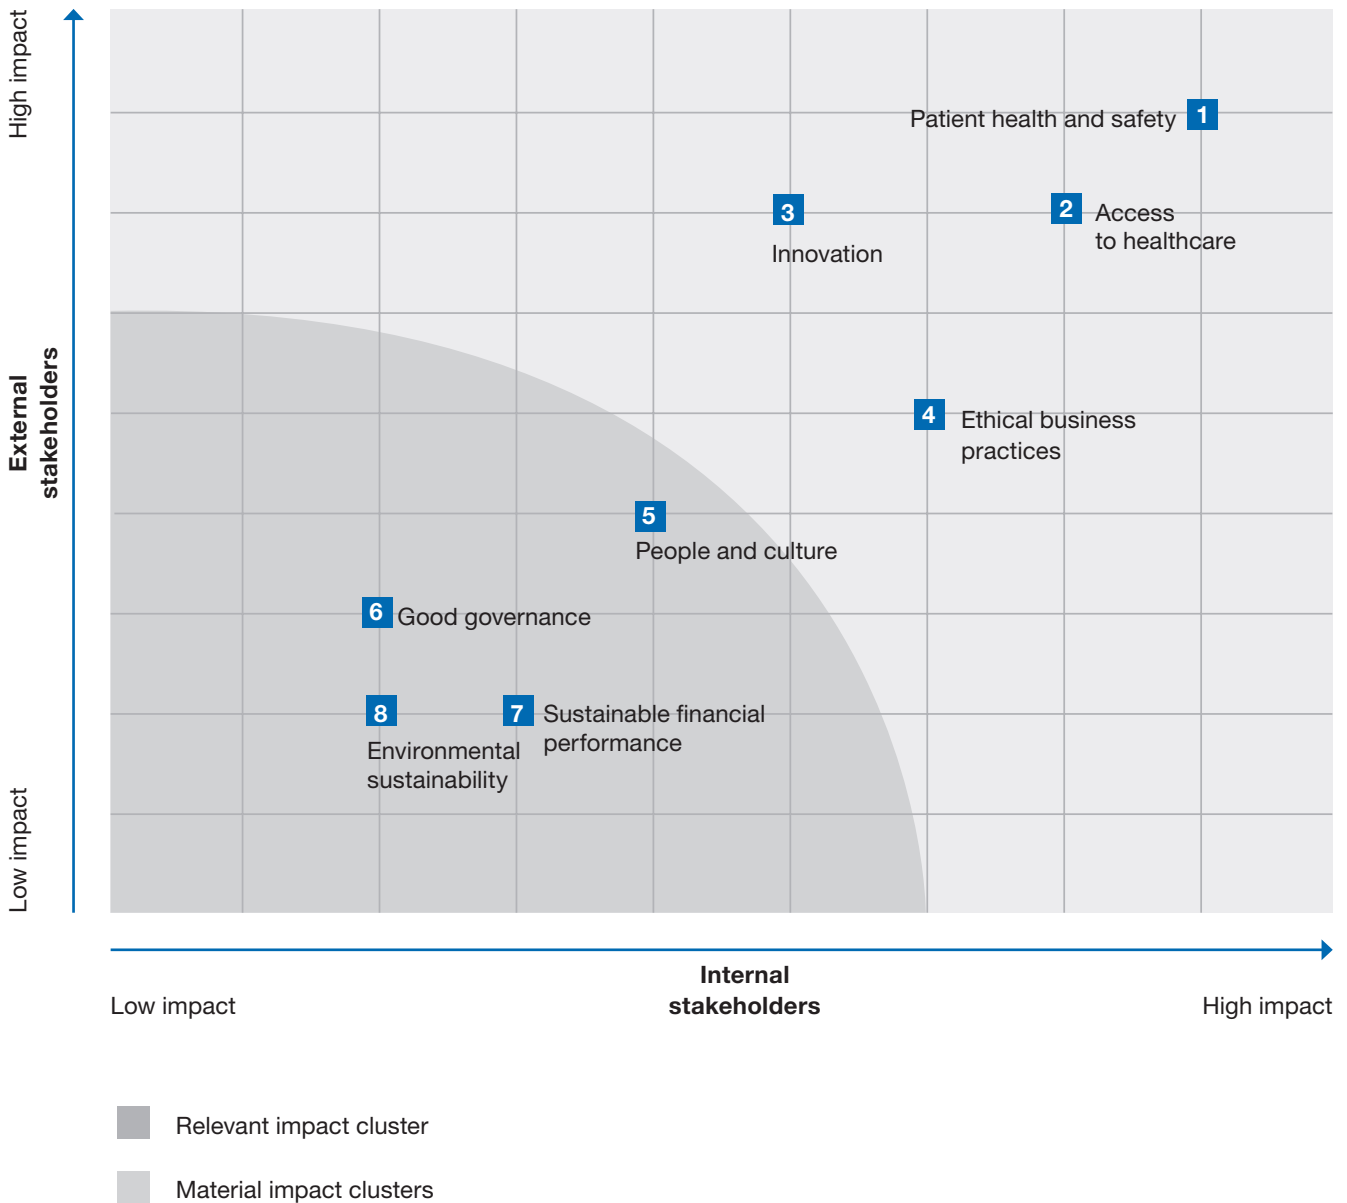 High impact
Patient health and safety 1
3
2 Access
to healthcare
Innovation
External
stakeholders
4 Ethical business
practices
5
People and culture
6 Good governance
8
7 Sustainable financial
performance
Environmental
sustainability
Low impact
Internal
stakeholders
Low impact
High impact
Relevant impact cluster
Material impact clusters